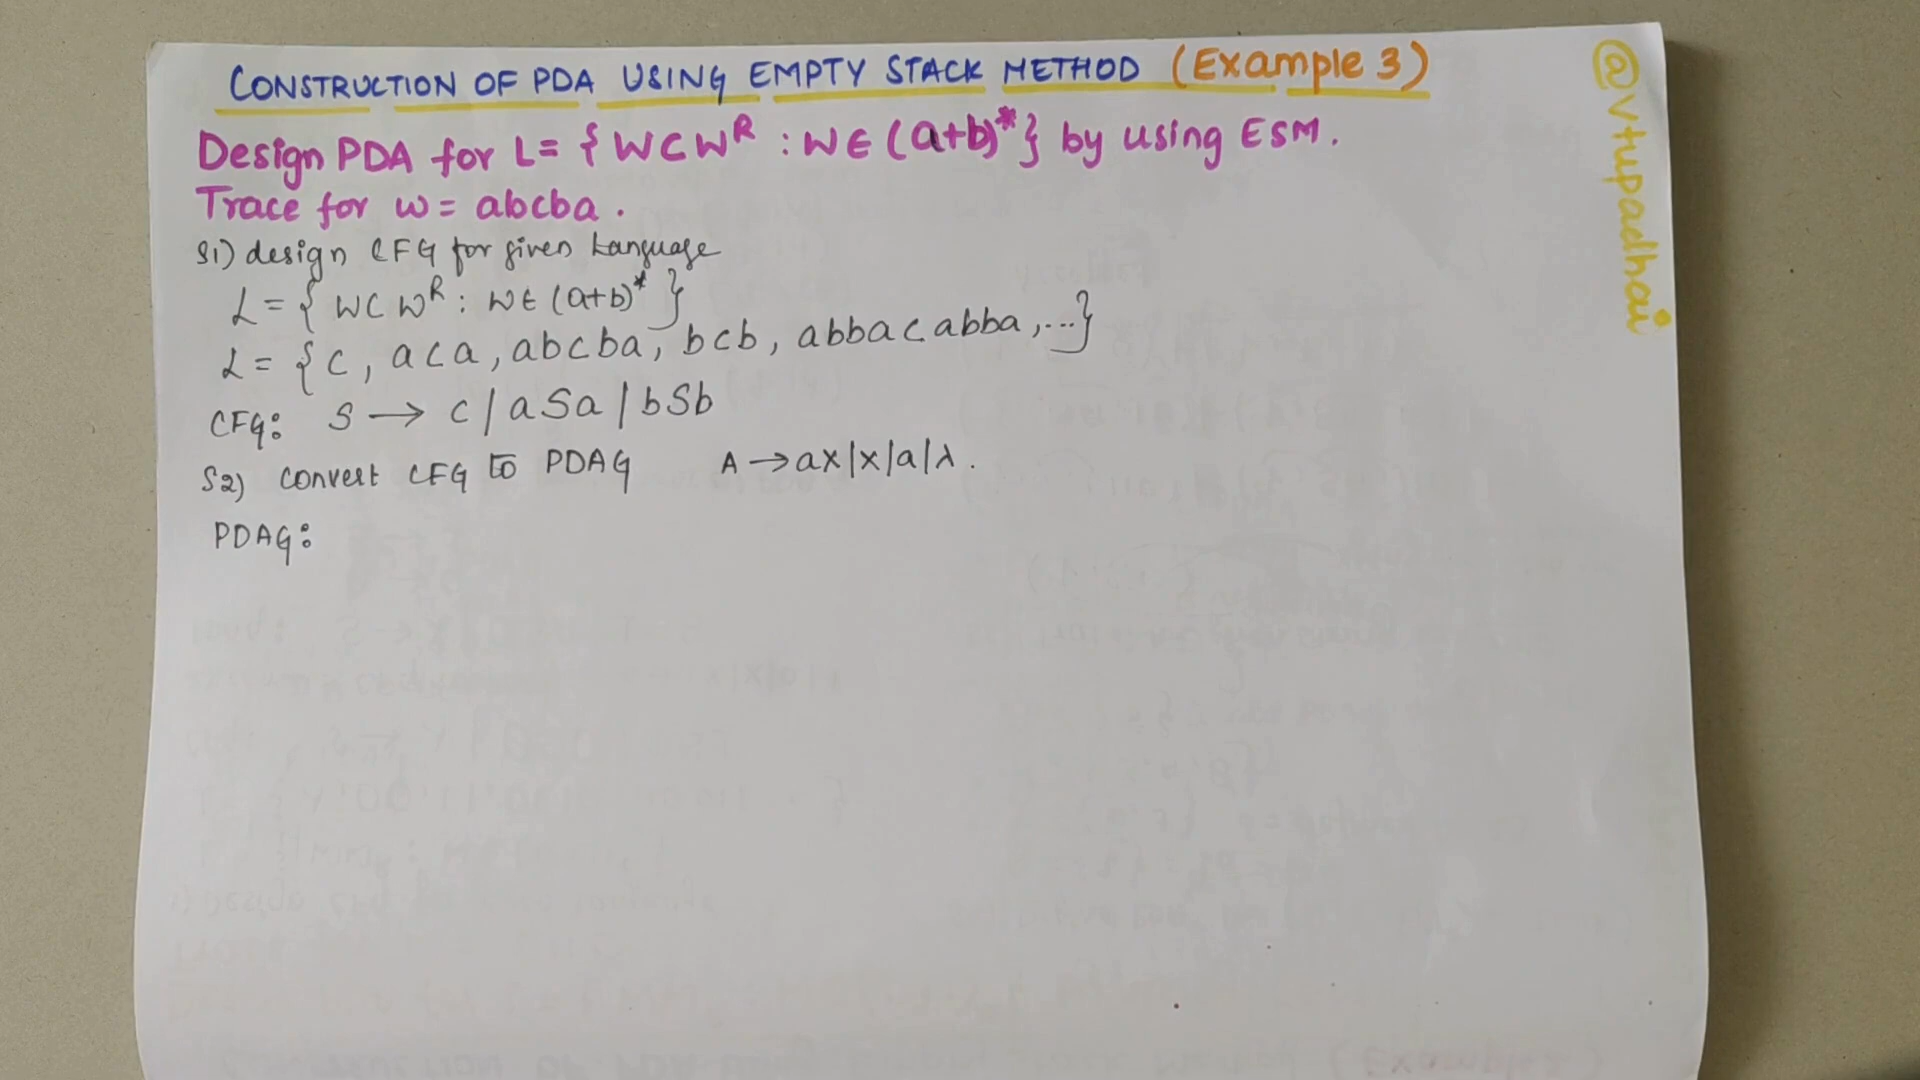 CONSTRUCTION OF PDA USING EMPTY STACK METHOD (Example 3)
Design PDA for L= { WCW^R : W∈ (a+b)^* } by using ESM.
Trace for w= abcba.
S1) design CFG for given Language
L = { WCW^R : W∈ (a+b)^* }
L = { C, aca, abcba, bcb, abbacabba, ... }
CFG: S → c / aSa / bSb
S2) Convert CFG to PDAG A → ax|x|a|λ.
PDAG:
@vtupadhai